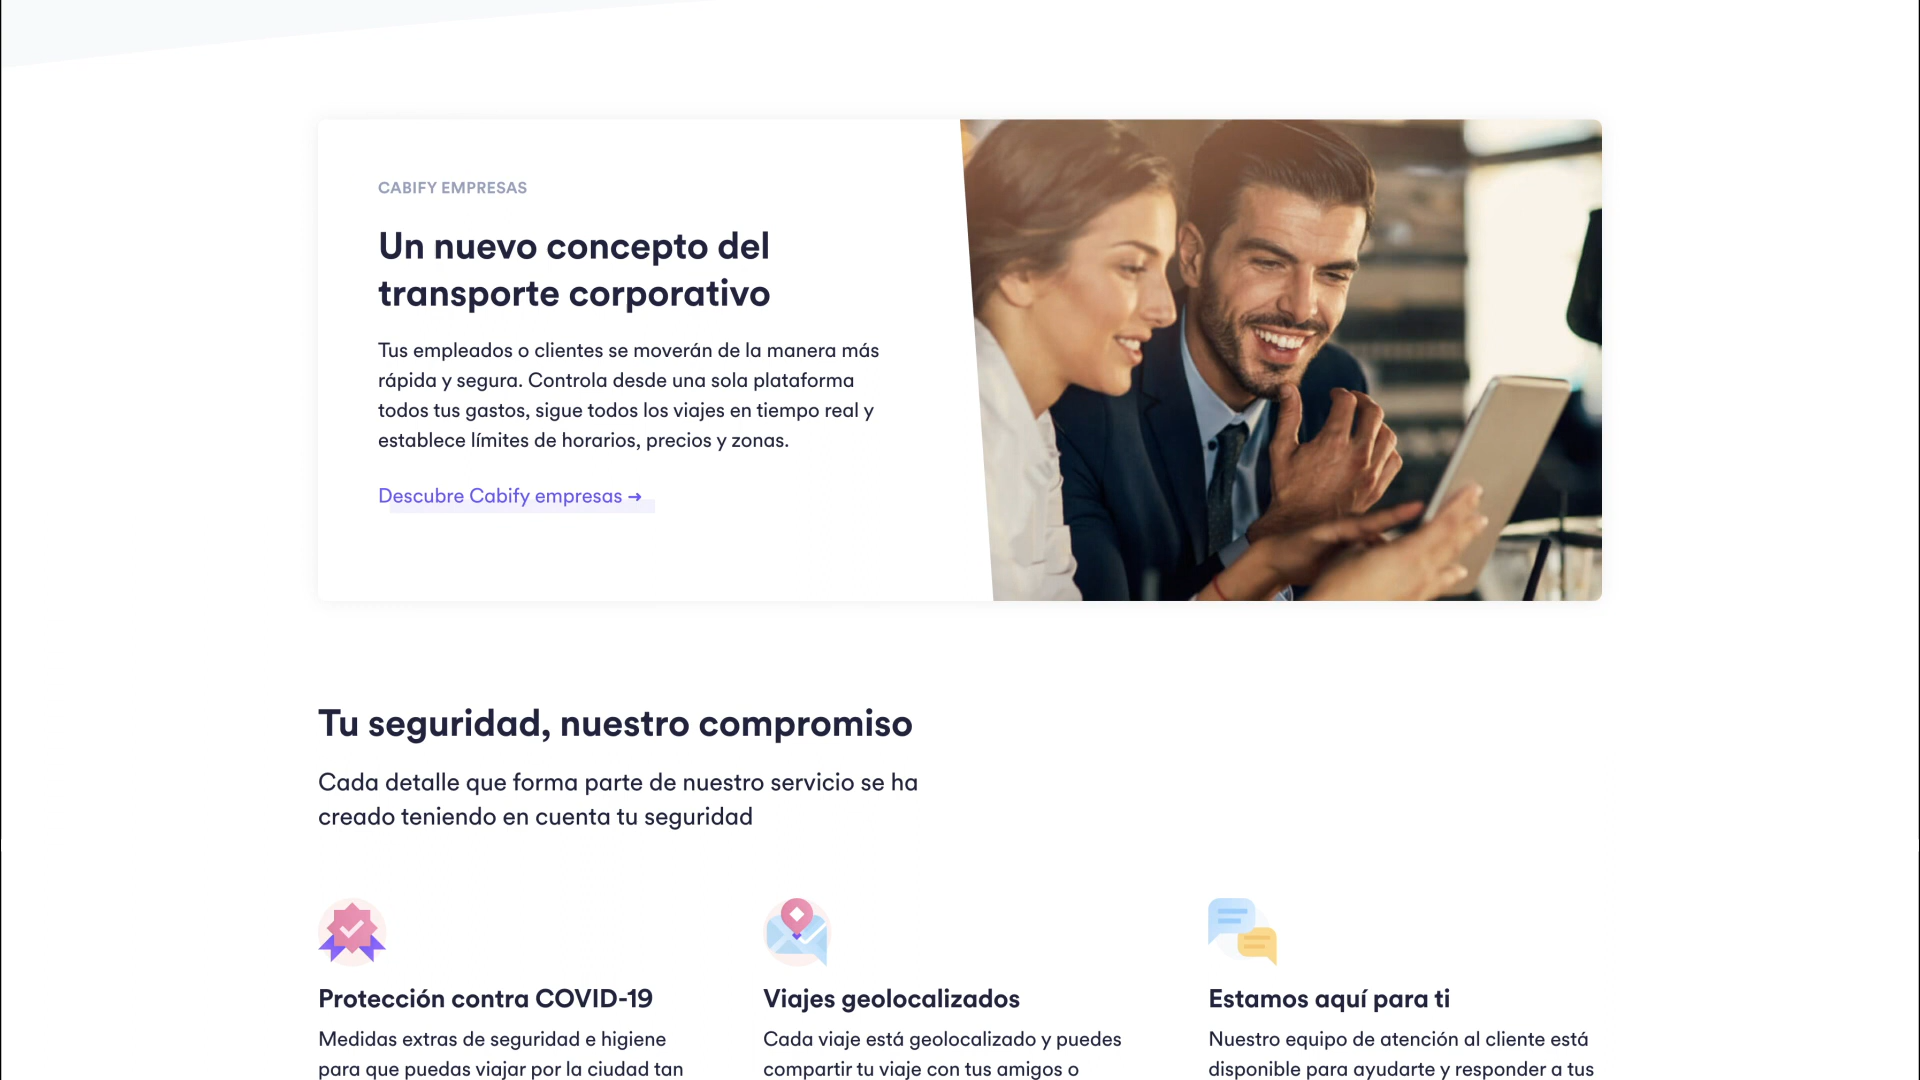 CABIFY EMPRESAS
Un nuevo concepto del
transporte corporativo
Tus empleados o clientes se moverán de la manera más
rápida y segura. Controla desde una sola plataforma
todos tus gastos, sigue todos los viajes en tiempo real y
establece límites de horarios, precios y zonas.
Descubre Cabify empresas →
Tu seguridad, nuestro compromiso
Cada detalle que forma parte de nuestro servicio se ha
creado teniendo en cuenta tu seguridad
Protección contra COVID-19
Medidas extras de seguridad e higiene
para que puedas viajar por la ciudad tan
Viajes geolocalizados
Cada viaje está geolocalizado y puedes
compartir tu viaje con tus amigos o
Estamos aquí para ti
Nuestro equipo de atención al cliente está
disponible para ayudarte y responder a tus